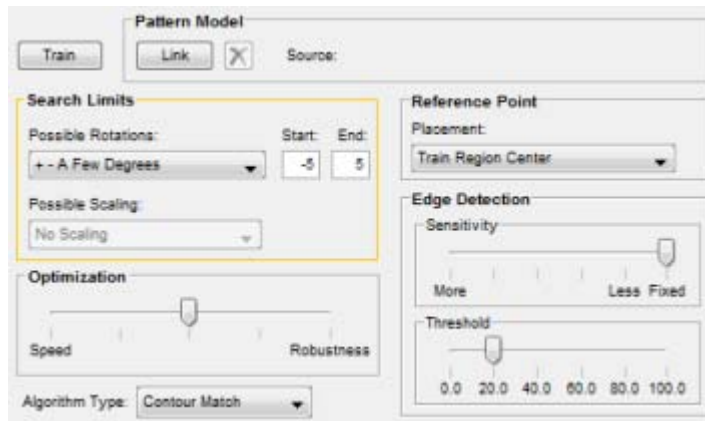 Pattern Model
Train
Link
Source:
Search Limits
Possible Rotations:
Start:
End:
+ - A Few Degrees
-5
5
Possible Scaling:
No Scaling
Optimization
Speed
Robustness
Algorithm Type:
Contour Match
Reference Point
Placement:
Train Region Center
Edge Detection
Sensitivity
More
Less
Fixed
Threshold
0.0 20.0 40.0 60.0 80.0 100.0